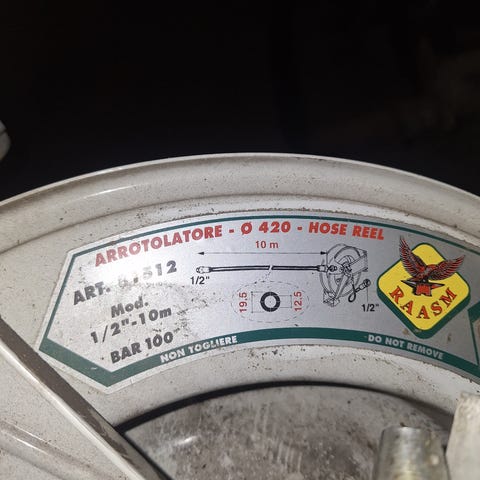 ARROTOLATORE - Ø 420 - HOSE REEL
ART.
Mod.
1/2"-10m
BAR 100
10 m
1/2"
19.5
12.5
1/2"
RAASM
NON TOGLIERE
DO NOT REMOVE